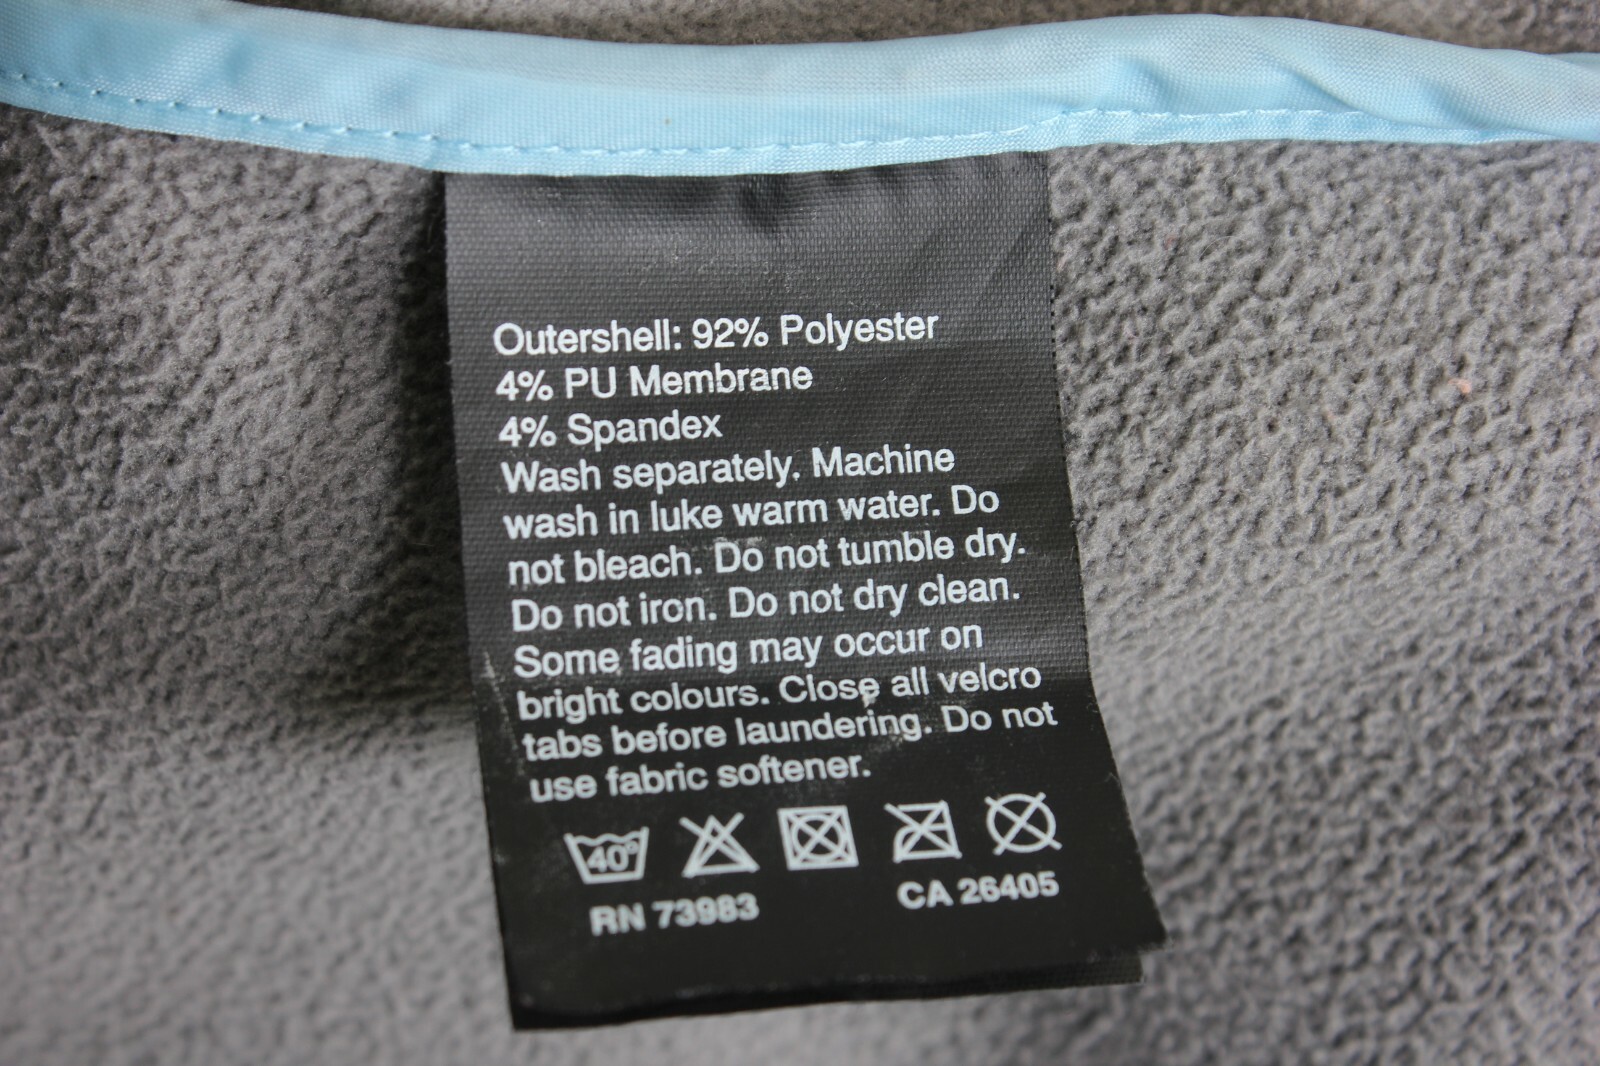 Outershell: 92% Polyester
4% PU Membrane
4% Spandex
Wash separately. Machine
wash in luke warm water. Do
not bleach. Do not tumble dry.
Do not iron. Do not dry clean.
Some fading may occur on
bright colours. Close all velcro
tabs before laundering. Do not
use fabric softener.
40°
RN 73983 CA 26405